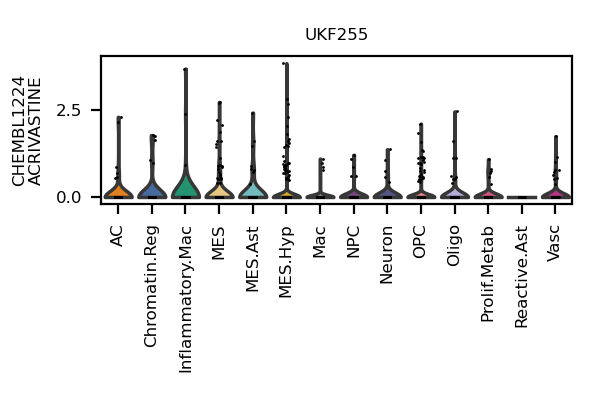 UKF255
CHEMBL1224
ACRIVASTINE
2.5
0.0
AC
Chromatin.Reg
Inflammatory.Mac
MES
MES.Ast
MES.Hyp
Mac
NPC
Neuron
OPC
Oligo
Prolif.Metab
Reactive.Ast
Vasc